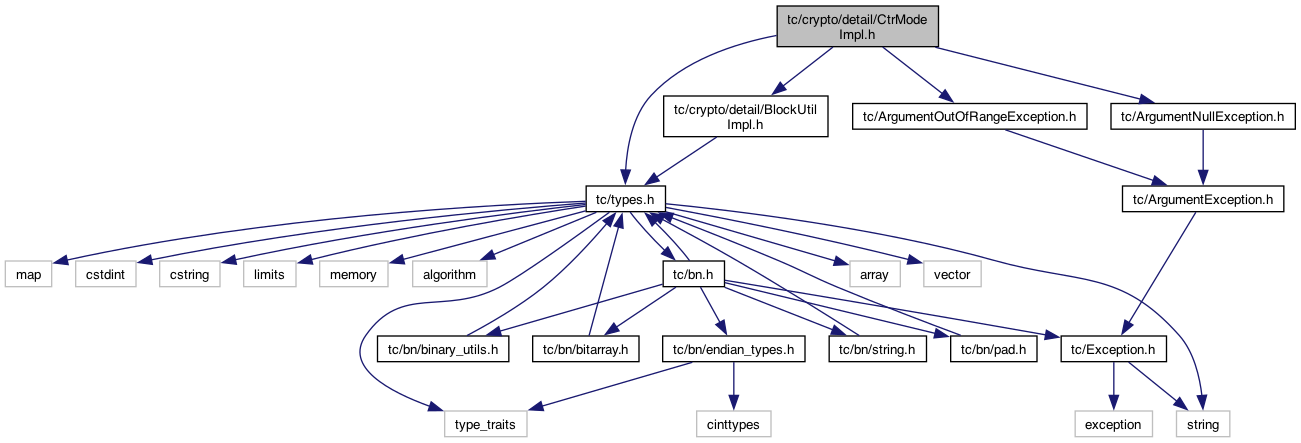 tc/crypto/detail/CtrMode
Impl.h
tc/crypto/detail/BlockUtil
Impl.h
tc/ArgumentOutOfRangeException.h
tc/ArgumentNullException.h
tc/types.h
tc/ArgumentException.h
map
cstdint
cstring
limits
memory
algorithm
tc/bn.h
array
vector
tc/bn/binary_utils.h
tc/bn/bitarray.h
tc/bn/endian_types.h
tc/bn/string.h
tc/bn/pad.h
tc/Exception.h
type_traits
cinttypes
exception
string